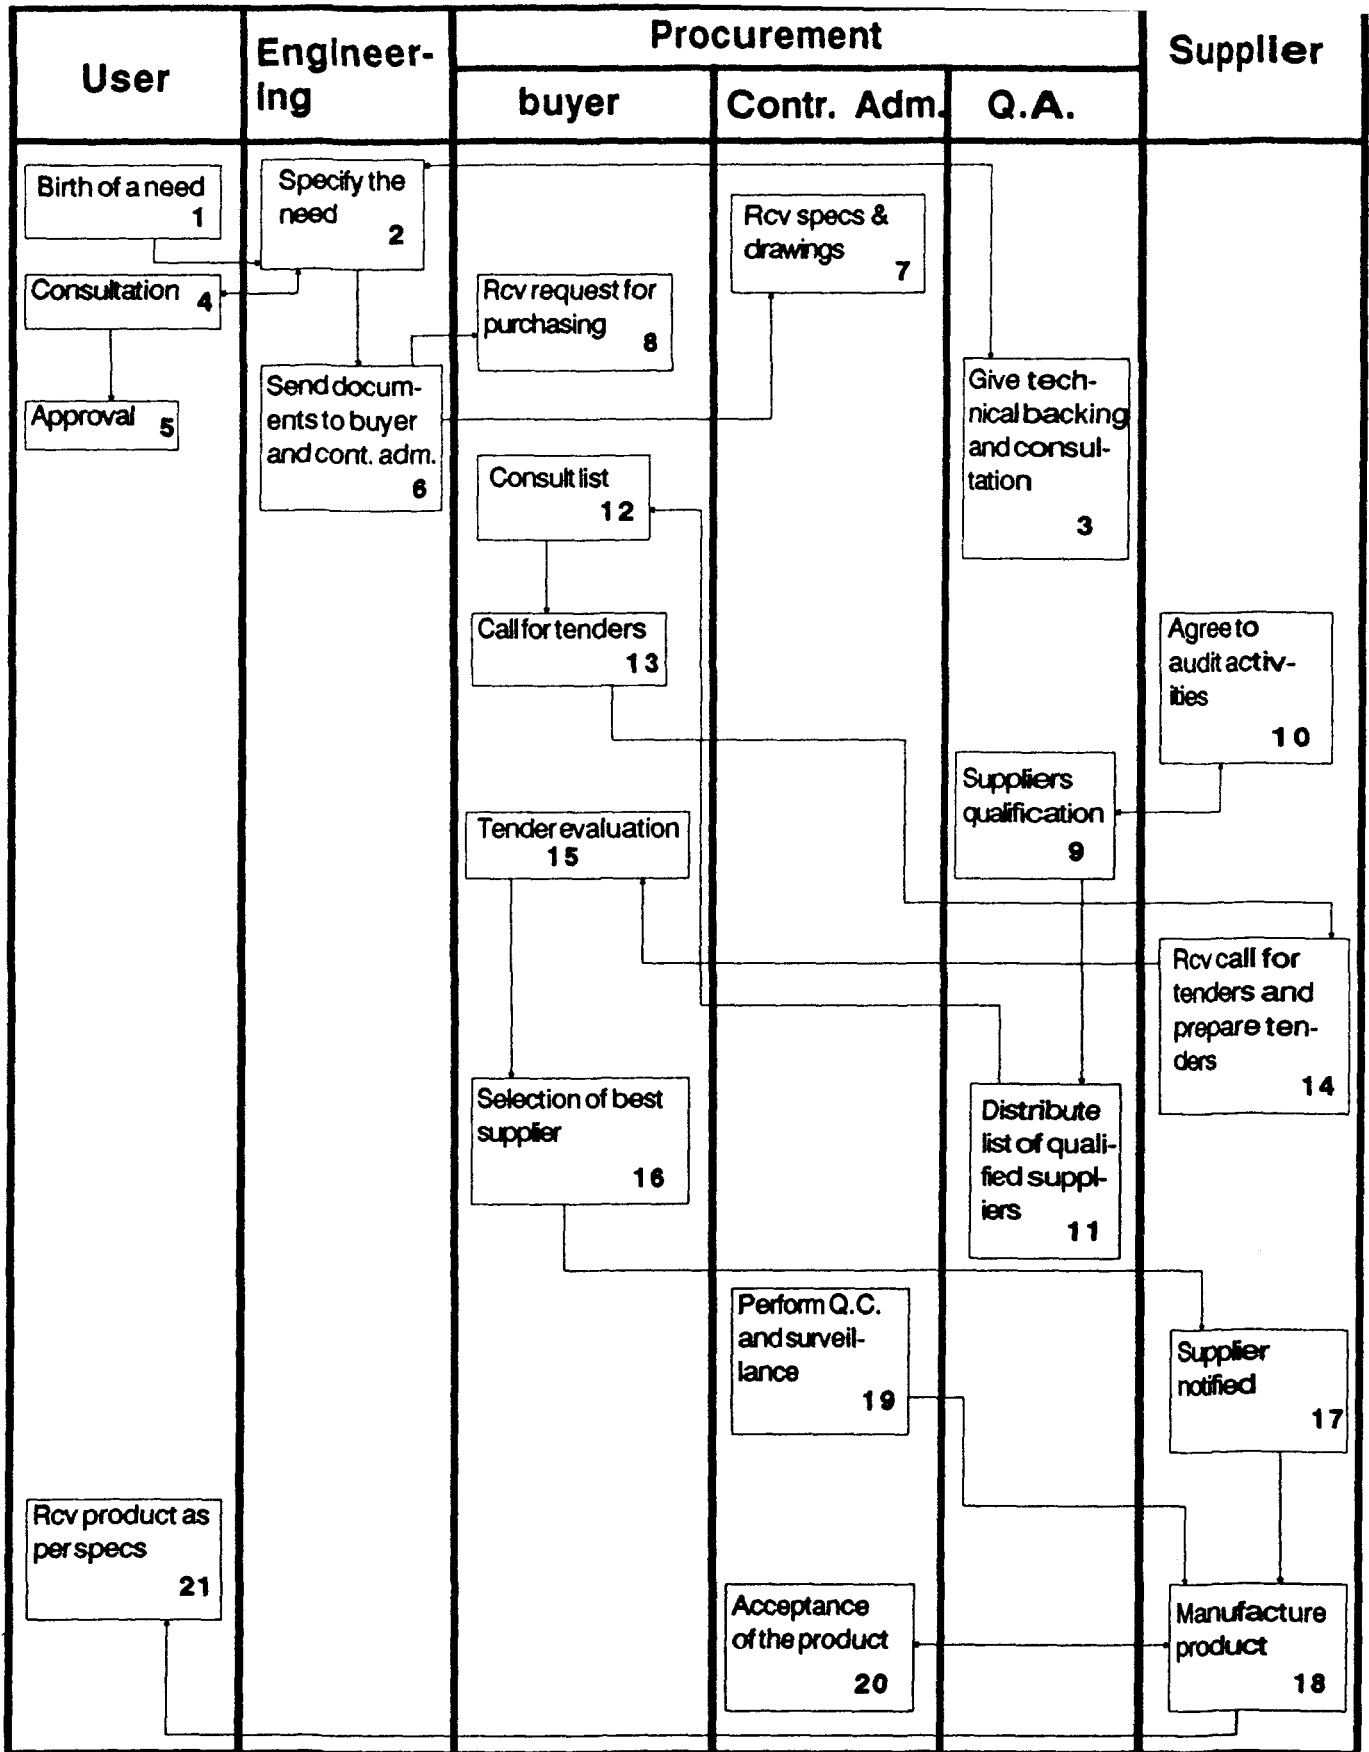 User
Engineer-
ing
Procurement
buyer
Contr. Adm.
Q.A.
Supplier
Birth of a need
1
Specify the
need
2
Rcv specs &
drawings
7
Consultation 4
Rcv request for
purchasing
8
Approval 5
Send docum-
ents to buyer
and cont. adm.
6
Give tech-
nical backing
and consul-
tation
3
Consult list
12
Call for tenders
13
Agree to
audit activ-
ities
10
Suppliers
qualification
9
Tender evaluation
15
Rcv call for
tenders and
prepare ten-
ders
14
Selection of best
supplier
16
Distribute
list of quali-
fied suppl-
iers
11
Perform Q.C.
and surveil-
lance
19
Supplier
notified
17
Rcv product as
per specs
21
Acceptance
of the product
20
Manufacture
product
18